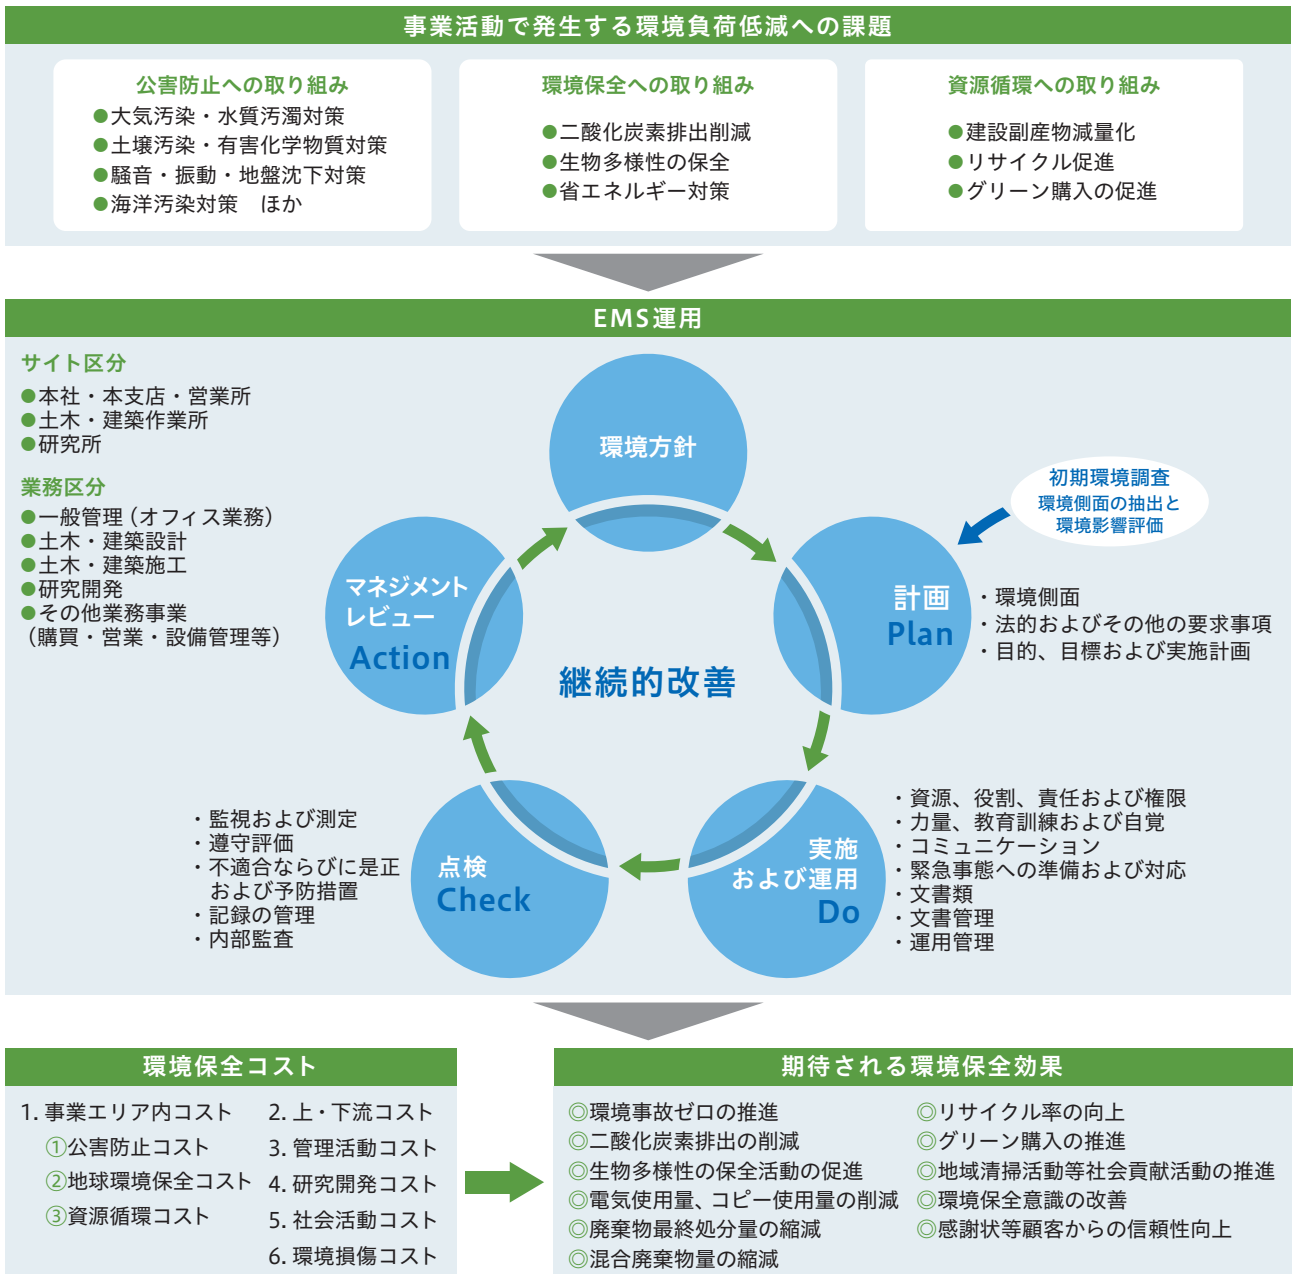 事業活動で発生する環境負荷低減への課題
公害防止への取り組み
●大気汚染・水質汚濁対策
●土壌汚染・有害化学物質対策
●騒音・振動・地盤沈下対策
●海洋汚染対策　ほか
環境保全への取り組み
●二酸化炭素排出削減
●生物多様性の保全
●省エネルギー対策
資源循環への取り組み
●建設副産物減量化
●リサイクル促進
●グリーン購入の促進
EMS運用
サイト区分
●本社・本支店・営業所
●土木・建築作業所
●研究所
業務区分
●一般管理（オフィス業務）
●土木・建築設計
●土木・建築施工
●研究開発
●その他業務事業
（購買・営業・設備管理等）
環境方針
初期環境調査
環境側面の抽出と
環境影響評価
計画
Plan
・環境側面
・法的およびその他の要求事項
・目的、目標および実施計画
マネジメント
レビュー
Action
継続的改善
実施
および運用
Do
・資源、役割、責任および権限
・力量、教育訓練および自覚
・コミュニケーション
・緊急事態への準備および対応
・文書類
・文書管理
・運用管理
点検
Check
・監視および測定
・遵守評価
・不適合ならびに是正
および予防措置
・記録の管理
・内部監査
環境保全コスト
1. 事業エリア内コスト
①公害防止コスト
②地球環境保全コスト
③資源循環コスト
2. 上・下流コスト
3. 管理活動コスト
4. 研究開発コスト
5. 社会活動コスト
6. 環境損傷コスト
期待される環境保全効果
◎環境事故ゼロの推進
◎二酸化炭素排出の削減
◎生物多様性の保全活動の促進
◎電気使用量、コピー使用量の削減
◎廃棄物最終処分量の縮減
◎混合廃棄物量の縮減
◎リサイクル率の向上
◎グリーン購入の推進
◎地域清掃活動等社会貢献活動の推進
◎環境保全意識の改善
◎感謝状等顧客からの信頼性向上